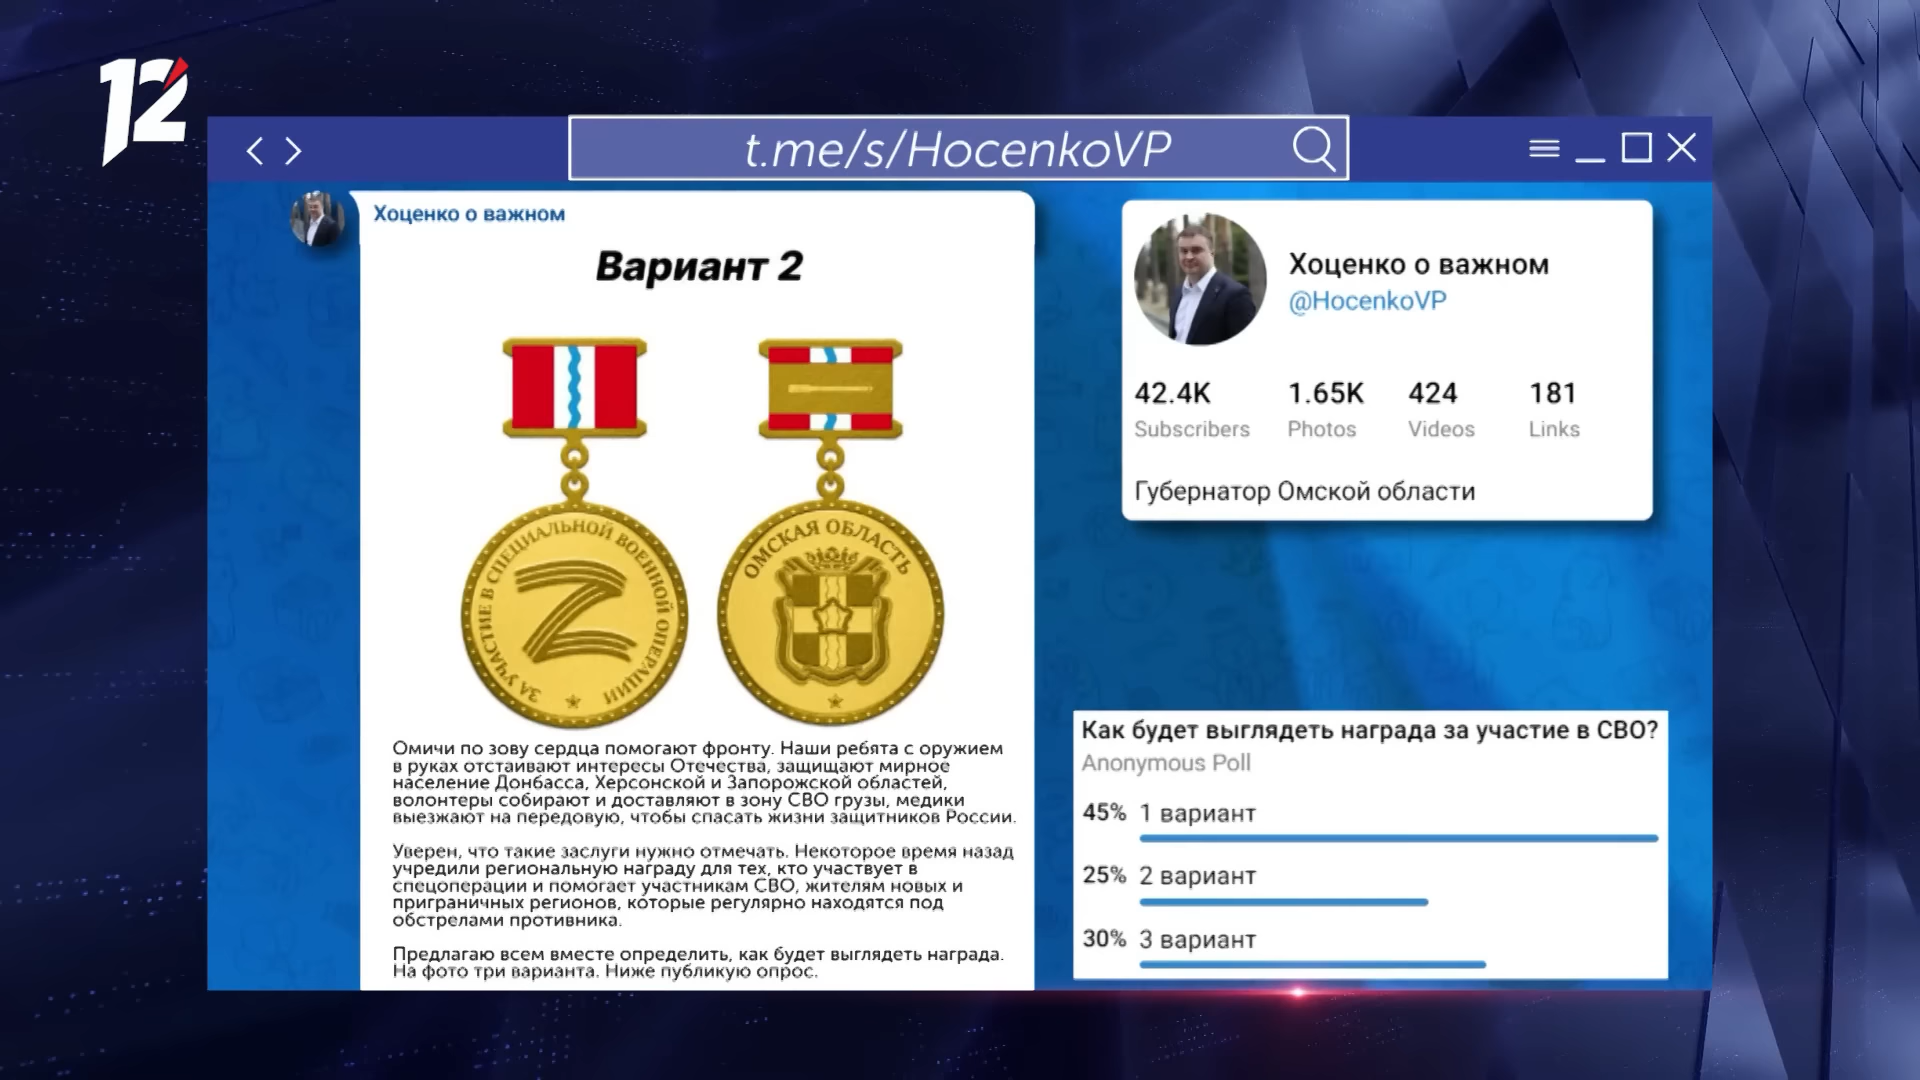 12
t.me/s/HocenkoVP
Хоценко о важном
Вариант 2
ЗА УЧАСТИЕ В СПЕЦИАЛЬНОЙ ВОЕННОЙ ОПЕРАЦИИ
Z
ОМСКАЯ ОБЛАСТЬ
Омичи по зову сердца помогают фронту. Наши ребята с оружием
в руках отстаивают интересы Отечества, защищают мирное
население Донбасса, Херсонской и Запорожской областей,
волонтеры собирают и доставляют в зону СВО грузы, медики
выезжают на передовую, чтобы спасать жизни защитников России.
Уверен, что такие заслуги нужно отмечать. Некоторое время назад
учредили региональную награду для тех, кто участвует в
спецоперации и помогает участникам СВО, жителям новых и
приграничных регионов, которые регулярно находятся под
обстрелами противника.
Предлагаю всем вместе определить, как будет выглядеть награда.
На фото три варианта. Ниже публикую опрос.
Хоценко о важном
@HocenkoVP
42.4K 1.65K 424 181
Subscribers Photos Videos Links
Губернатор Омской области
Как будет выглядеть награда за участие в СВО?
Anonymous Poll
45% 1 вариант
25% 2 вариант
30% 3 вариант